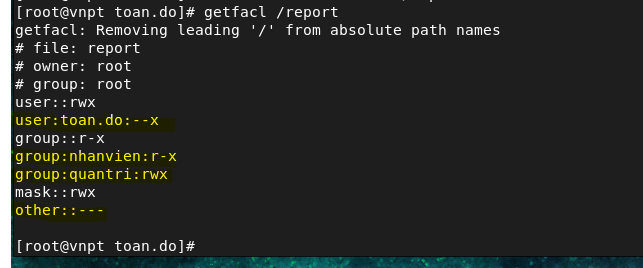 [root@vnpt toan.do]# getfacl /report
getfacl: Removing leading '/' from absolute path names
# file: report
# owner: root
# group: root
user::rwx
user:toan.do:--x
group::r-x
group:nhanvien:r-x
group:quantri:rwx
mask::rwx
other::---
[root@vnpt toan.do]#